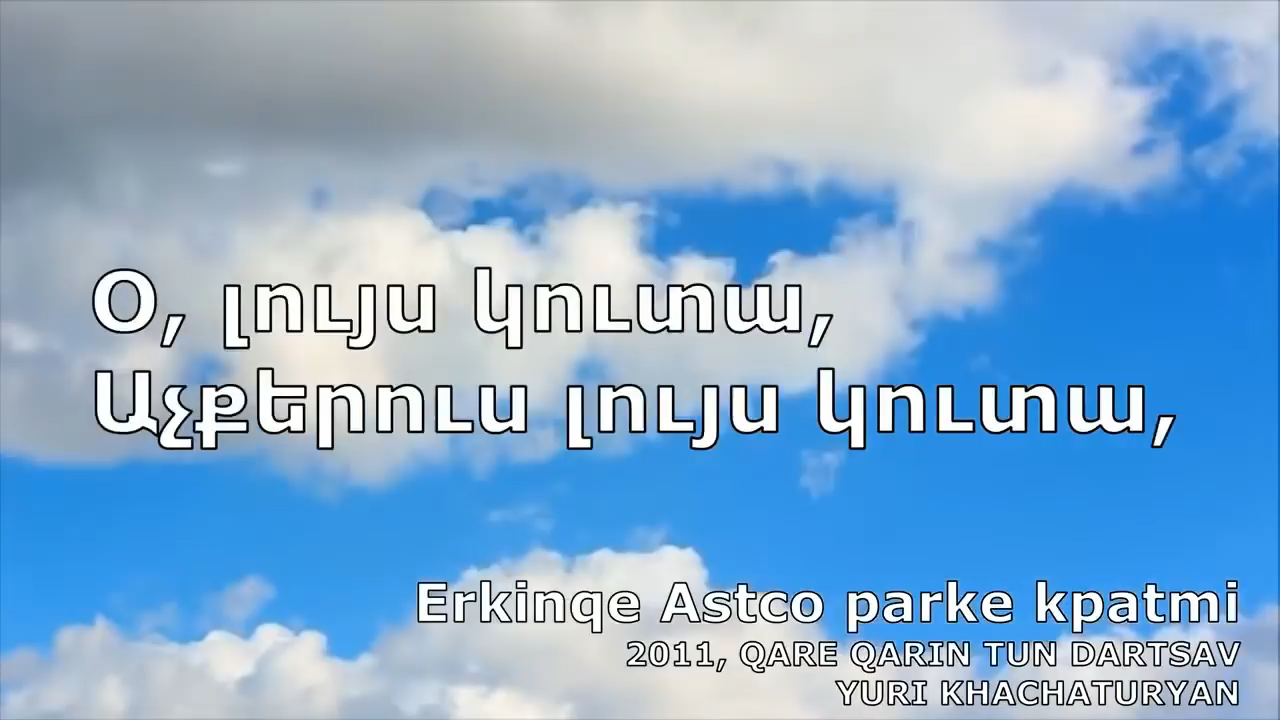 Օ, լույս կուտա,
Աչքերուս լույս կուտա,
Erkinqe Astco parke kpatmi
2011, QARE QARIN TUN DARTSAV
YURI KHACHATURYAN